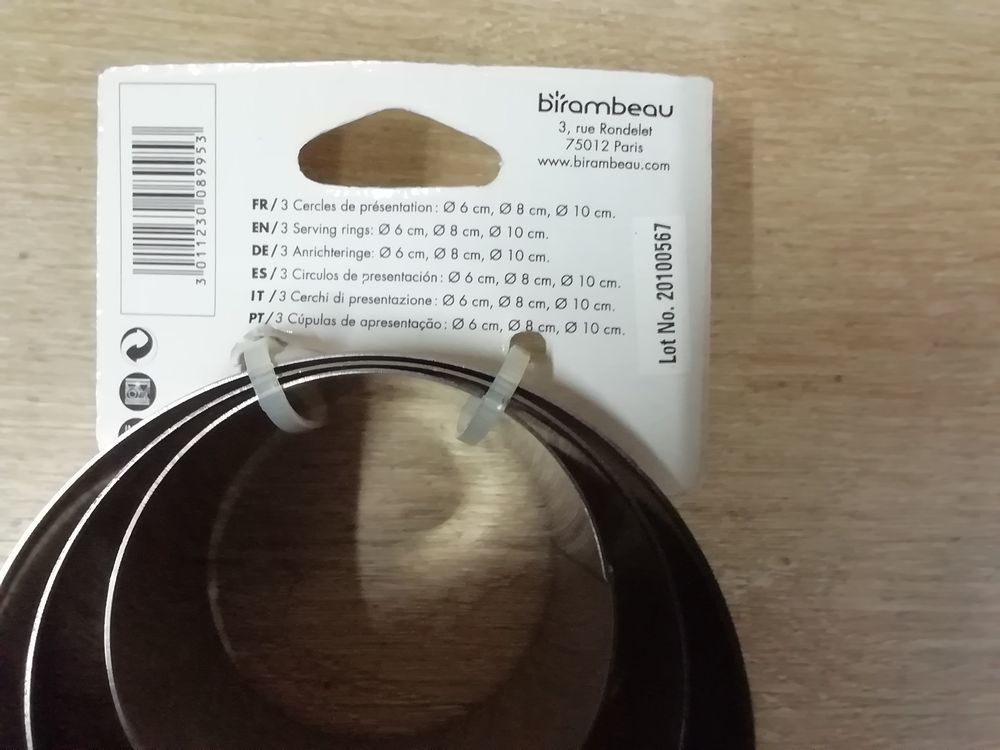 birambeau
3, rue Rondelet
75012 Paris
www.birambeau.com
3 011230 089953
FR / 3 Cercles de présentation : Ø 6 cm, Ø 8 cm, Ø 10 cm.
EN / 3 Serving rings: Ø 6 cm, Ø 8 cm, Ø 10 cm.
DE / 3 Anrichteringe: Ø 6 cm, Ø 8 cm, Ø 10 cm.
ES / 3 Circulos de presentación : Ø 6 cm, Ø 8 cm, Ø 10 cm.
IT / 3 Cerchi di presentazione : Ø 6 cm, Ø 8 cm, Ø 10 cm.
PT / 3 Cúpulas de apresentação : Ø 6 cm, Ø 8 cm, Ø 10 cm.
Lot No. 20100567